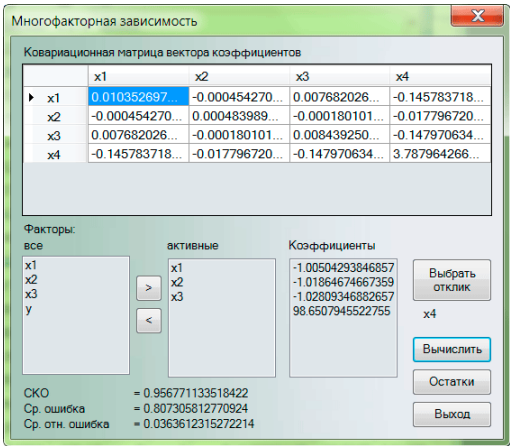 Многофакторная зависимость
Ковариационная матрица вектора коэффициентов
x1 x2 x3 x4
x1 0.010352697... -0.000454270... 0.007682026... -0.145783718...
x2 -0.000454270... 0.000483989... -0.000180101... -0.017796720...
x3 0.007682026... -0.000180101... 0.008439250... -0.147970634...
x4 -0.145783718... -0.017796720... -0.147970634... 3.787964266...
Факторы:
все активные Коэффициенты
x1 x1 -1.00504293846857
x2 x2 -1.01864674667359
x3 x3 -1.02809346882657
y 98.6507945522755
>
<
Выбрать
отклик
x4
Вычислить
Остатки
Выход
СКО = 0.956771133518422
Ср. ошибка = 0.807305812770924
Ср. отн. ошибка = 0.0363612315272214